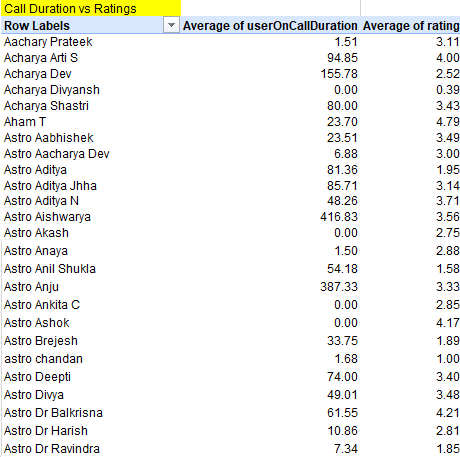 Call Duration vs Ratings
Row Labels Average of userOnCallDuration Average of rating
Aachary Prateek 1.51 3.11
Acharya Arti S 94.85 4.00
Acharya Dev 155.78 2.52
Acharya Divyansh 0.00 0.39
Acharya Shastri 80.00 3.43
Aham T 23.70 4.79
Astro Aabhishek 23.51 3.49
Astro Aacharya Dev 6.88 3.00
Astro Aditya 81.36 1.95
Astro Aditya Jhha 85.71 3.14
Astro Aditya N 48.26 3.71
Astro Aishwarya 416.83 3.56
Astro Akash 0.00 2.75
Astro Anaya 1.50 2.88
Astro Anil Shukla 54.18 1.58
Astro Anju 387.33 3.33
Astro Ankita C 0.00 2.85
Astro Ashok 0.00 4.17
Astro Brejesh 33.75 1.89
astro chandan 1.68 1.00
Astro Deepti 74.00 3.40
Astro Divya 49.01 3.48
Astro Dr Balkrisna 61.55 4.21
Astro Dr Harish 10.86 2.81
Astro Dr Ravindra 7.34 1.85